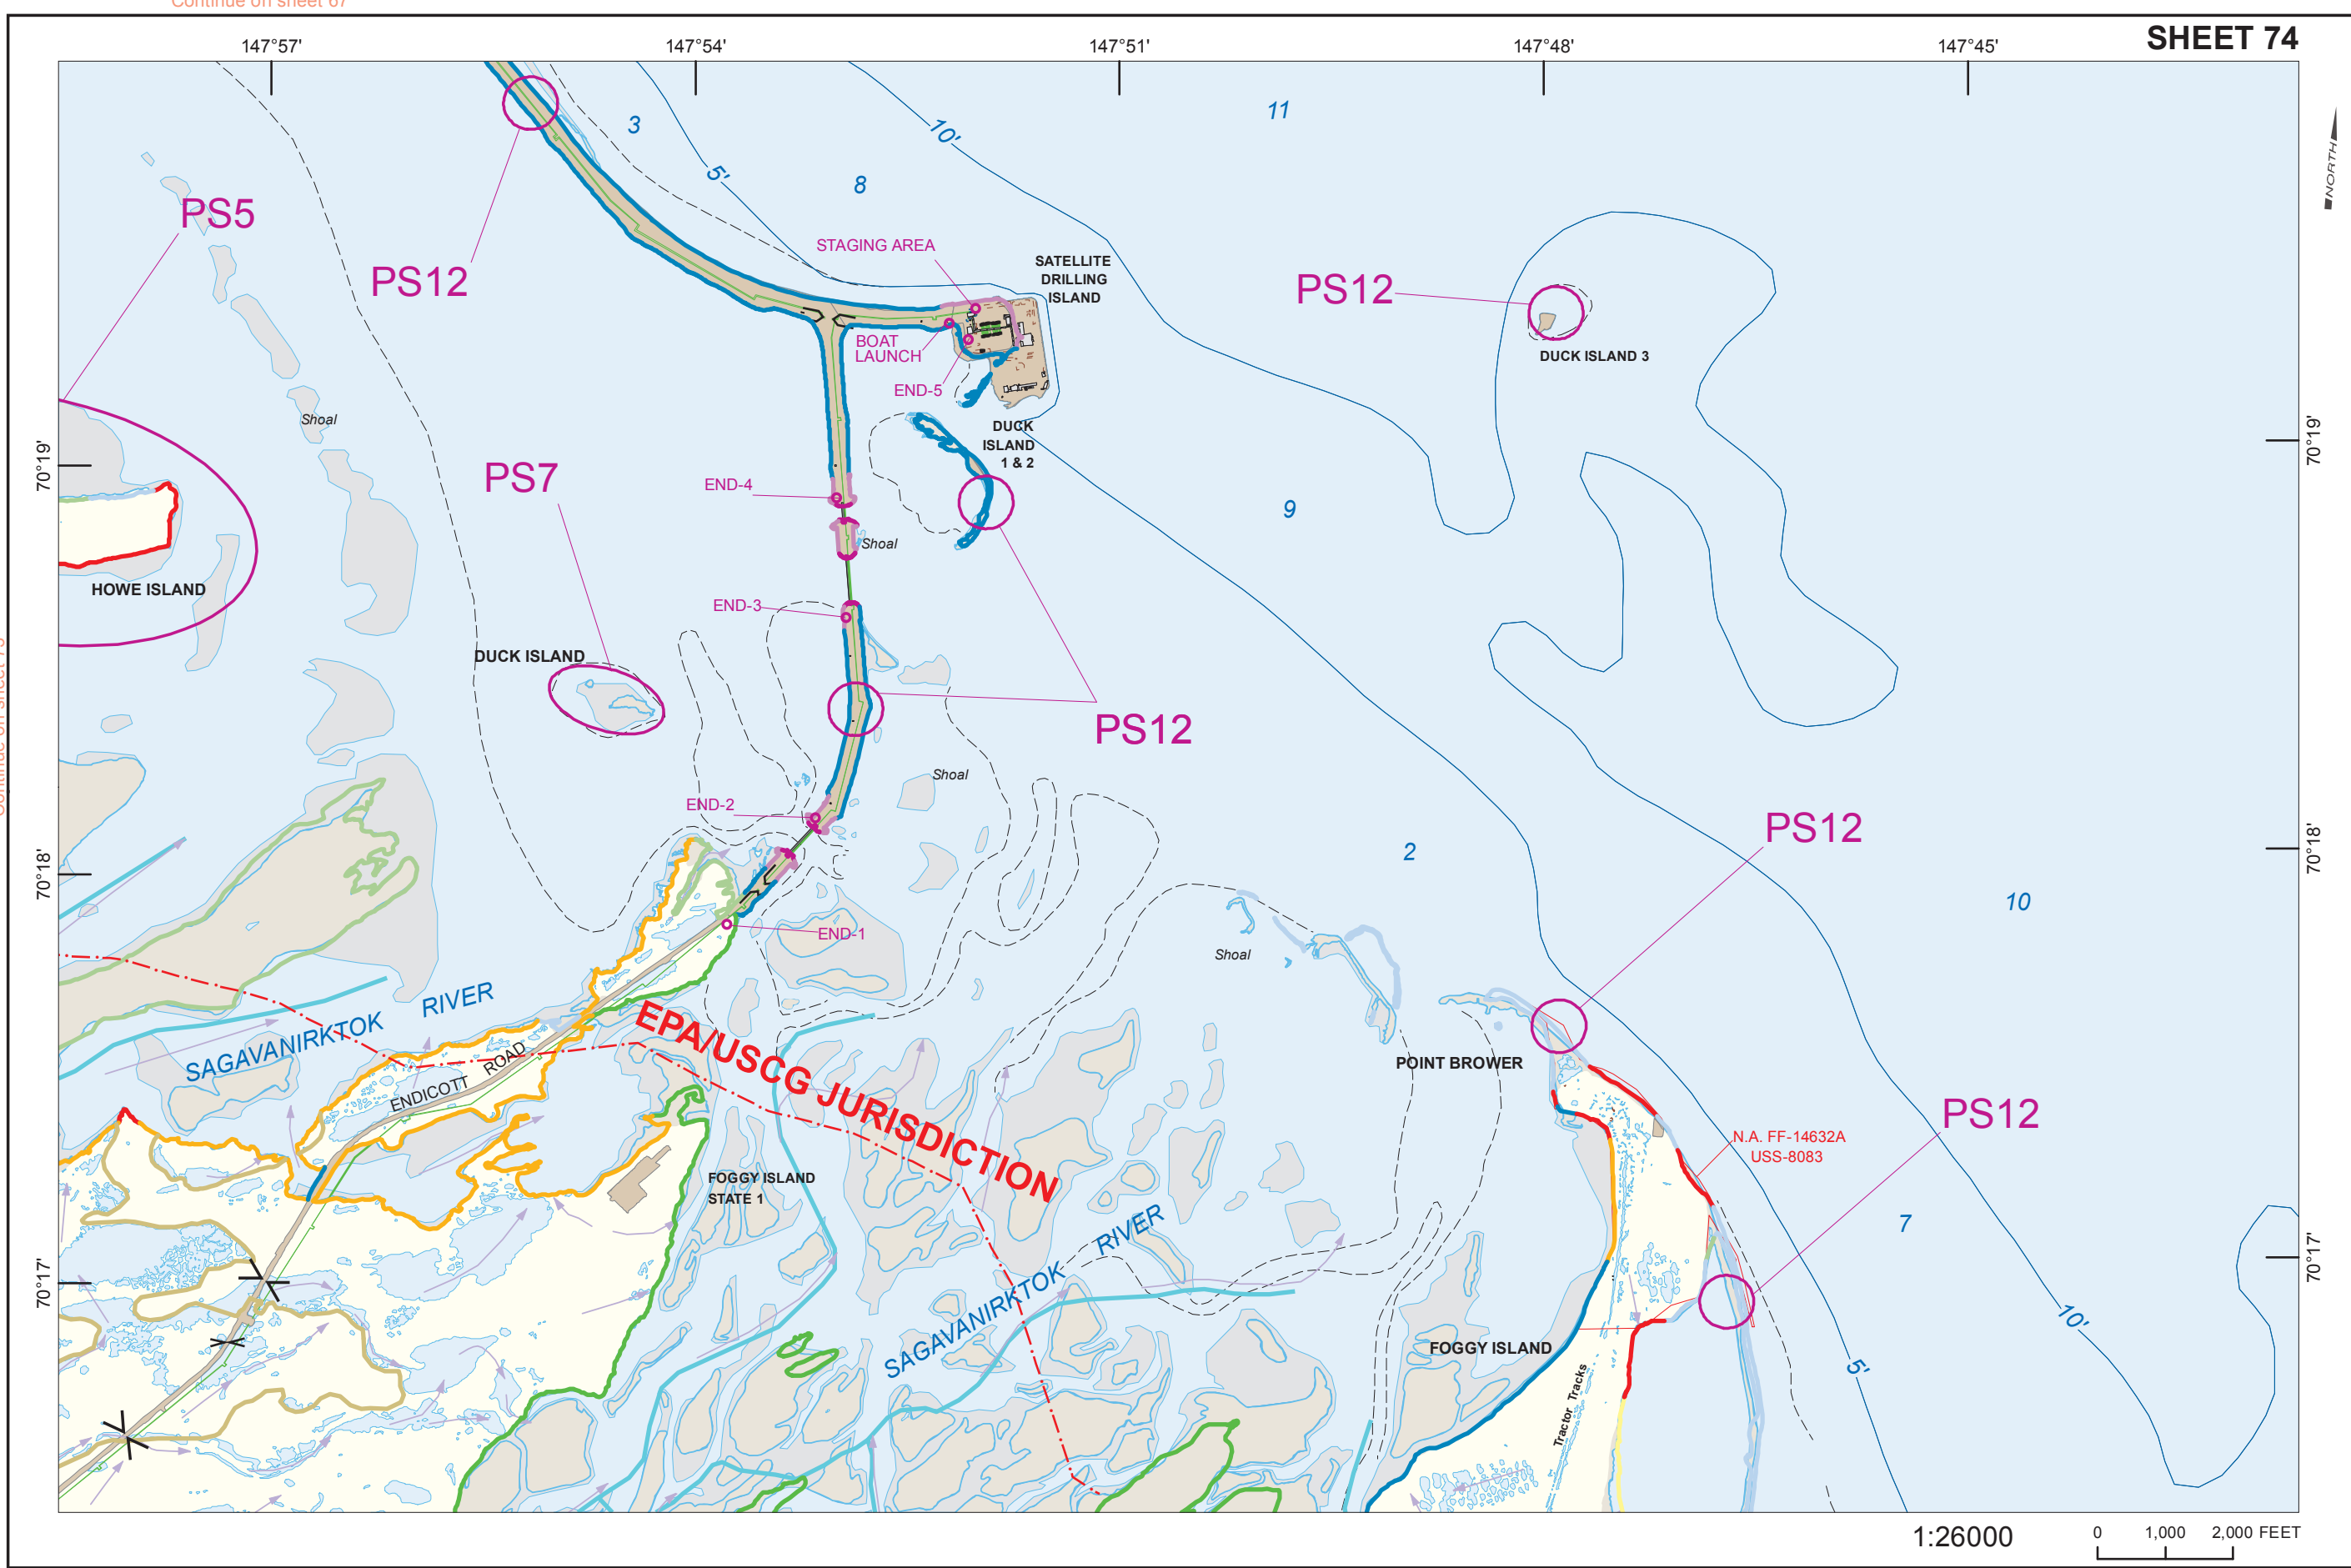 Continue on sheet 67
SHEET 74
147°57'
147°54'
147°51'
147°48'
147°45'
NORTH
3
10'
11
5'
8
PS5
PS12
STAGING AREA
SATELLITE
DRILLING
ISLAND
PS12
BOAT
LAUNCH
DUCK ISLAND 3
END-5
Shoal
DUCK
ISLAND
1 & 2
70°19'
70°19'
PS7
END-4
9
Shoal
HOWE ISLAND
END-3
DUCK ISLAND
PS12
Shoal
END-2
PS12
2
70°18'
70°18'
10
END-1
Shoal
SAGAVANIRKTOK RIVER
EPA/USCG JURISDICTION
ENDICOTT ROAD
POINT BROWER
PS12
N.A. FF-14632A
USS-8083
FOGGY ISLAND
STATE 1
7
SAGAVANIRKTOK RIVER
70°17'
70°17'
10'
FOGGY ISLAND
5'
Tractor Tracks
1:26000
0 1,000 2,000 FEET